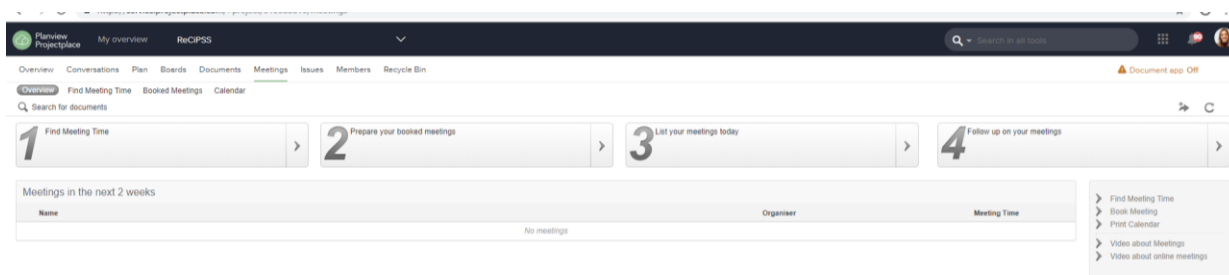 Planview
Projectplace
My overview
ReCiPSS
Search in all tools
90
Overview Conversations Plan Boards Documents Meetings Issues Members Recycle Bin
Document app Off
Overview Find Meeting Time Booked Meetings Calendar
Search for documents
1 Find Meeting Time
2 Prepare your booked meetings
3 List your meetings today
4 Follow up on your meetings
Meetings in the next 2 weeks
Name Organiser Meeting Time
No meetings
Find Meeting Time
Book Meeting
Print Calendar
Video about Meetings
Video about online meetings